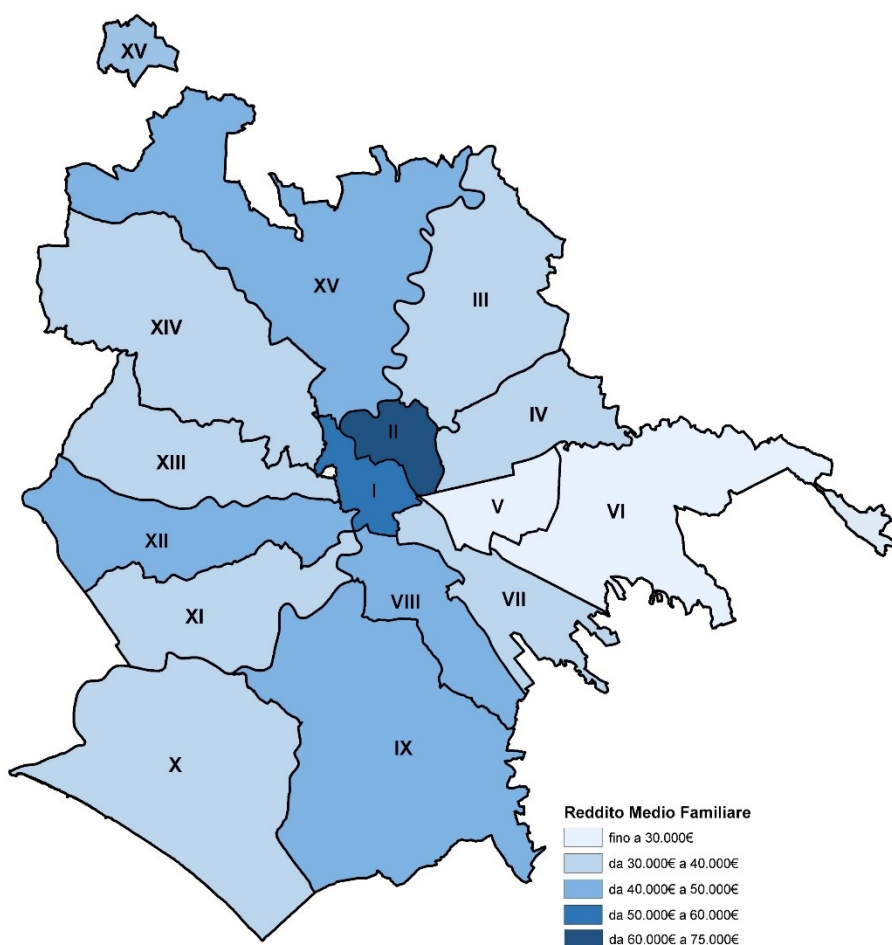 XV
XV
III
XIV
IV
II
XIII
I
V
VI
XII
VII
VIII
XI
IX
X
Reddito Medio Familiare
fino a 30.000€
da 30.000€ a 40.000€
da 40.000€ a 50.000€
da 50.000€ a 60.000€
da 60.000€ a 75.000€